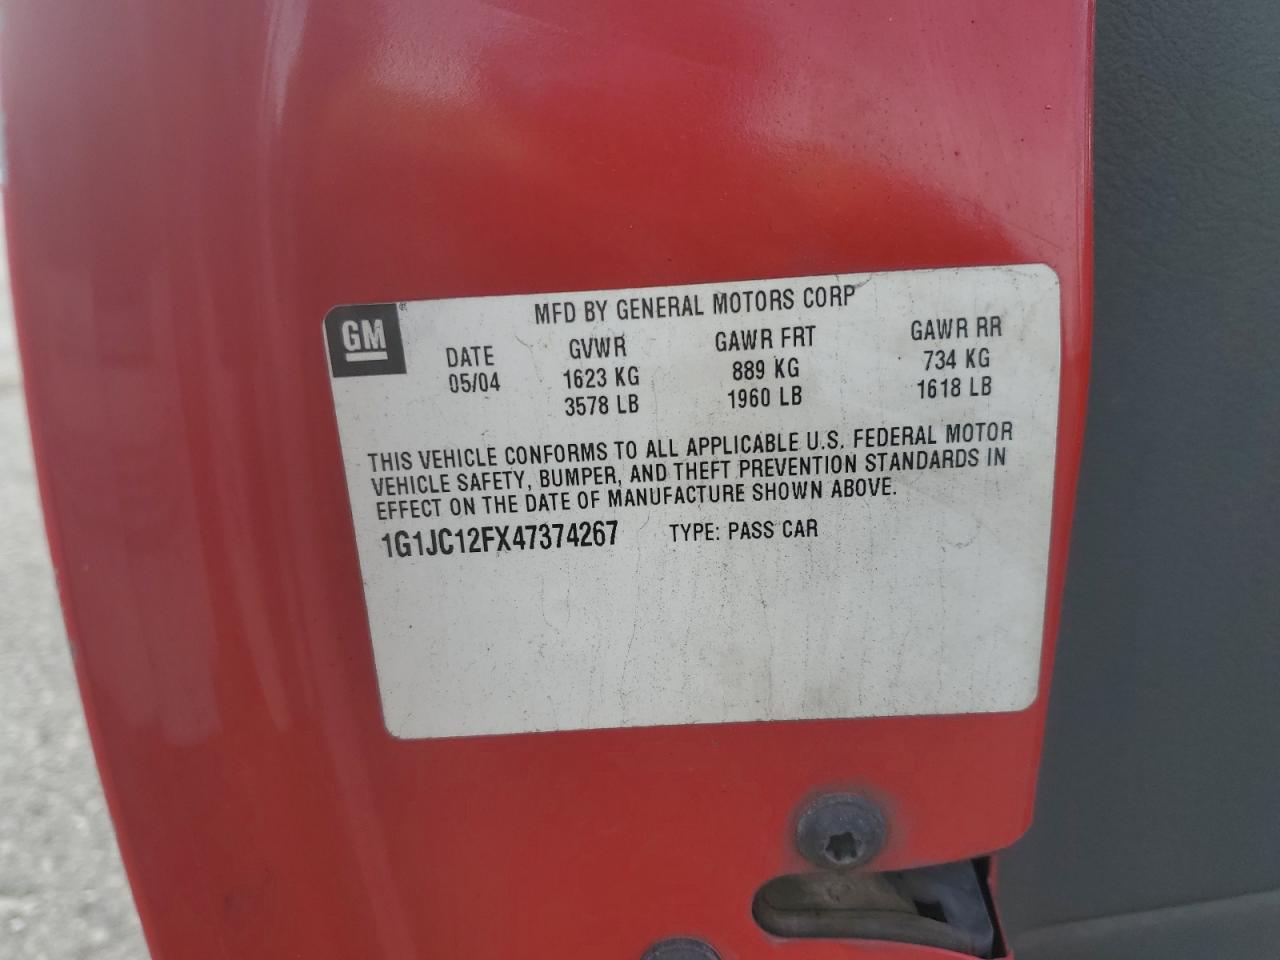 GM
MFD BY GENERAL MOTORS CORP
DATE GVWR GAWR FRT GAWR RR
05/04 1623 KG 889 KG 734 KG
3578 LB 1960 LB 1618 LB
THIS VEHICLE CONFORMS TO ALL APPLICABLE U.S. FEDERAL MOTOR
VEHICLE SAFETY, BUMPER, AND THEFT PREVENTION STANDARDS IN
EFFECT ON THE DATE OF MANUFACTURE SHOWN ABOVE.
1G1JC12FX47374267 TYPE: PASS CAR